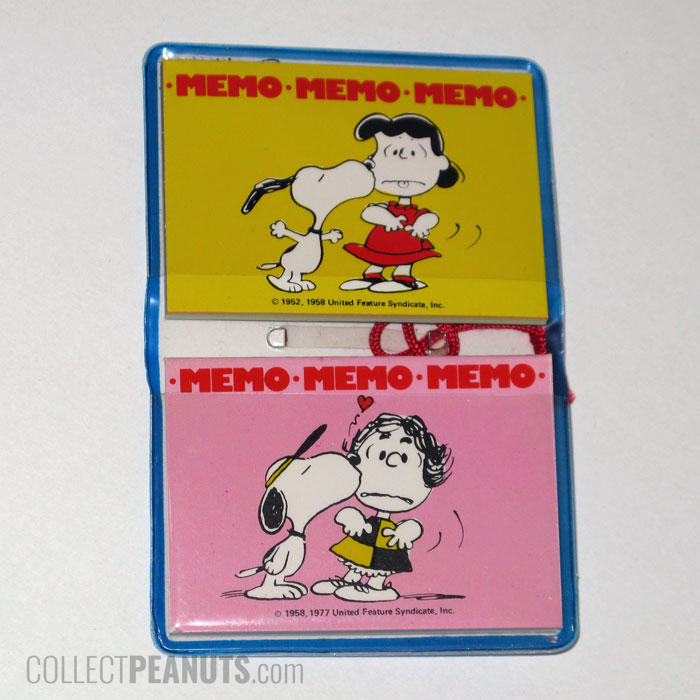 ·MEMO·MEMO·MEMO·
© 1952, 1958 United Feature Syndicate, Inc.
·MEMO·MEMO·MEMO·
© 1958, 1977 United Feature Syndicate, Inc.
COLLECTPEANUTS.com